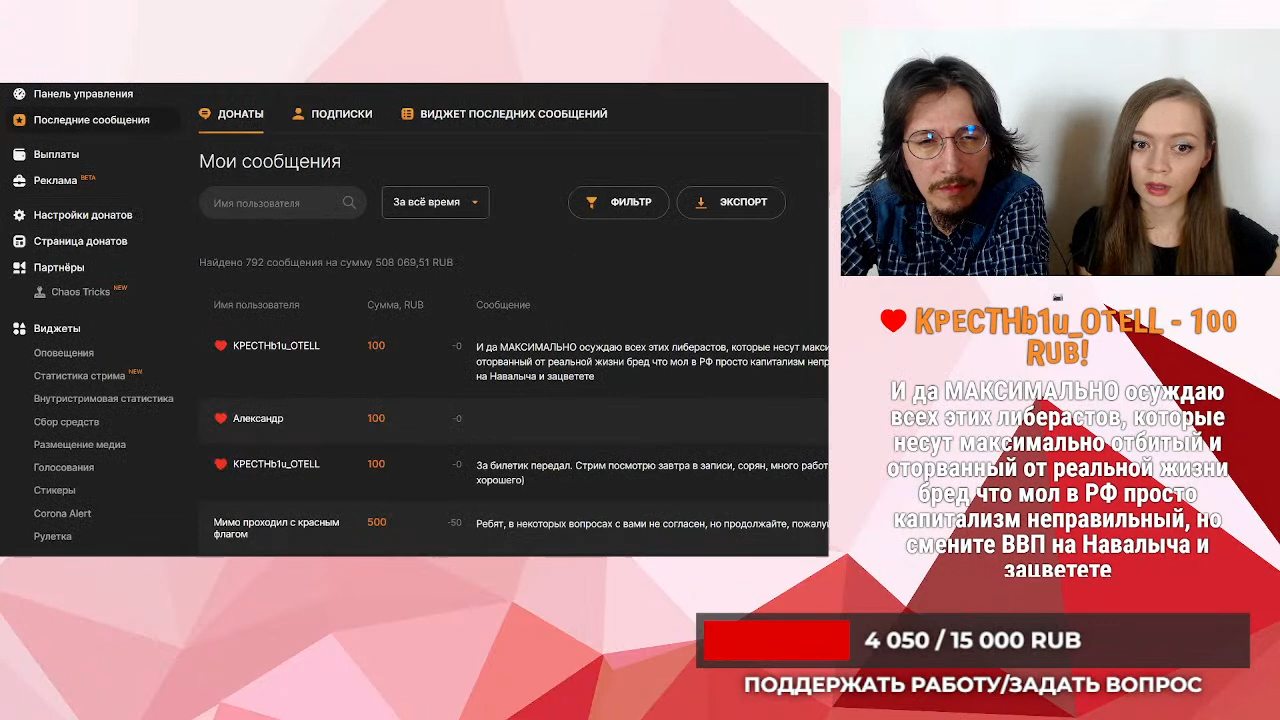 Панель управления
Последние сообщения
Выплаты
Реклама BETA
Настройки донатов
Страница донатов
Партнёры
Chaos Tricks NEW
Виджеты
Оповещения
Статистика стрима NEW
Внутристримовая статистика
Сбор средств
Размещение медиа
Голосования
Стикеры
Corona Alert
Рулетка
ДОНАТЫ ПОДПИСКИ ВИДЖЕТ ПОСЛЕДНИХ СООБЩЕНИЙ
Мои сообщения
Имя пользователя За всё время ФИЛЬТР ЭКСПОРТ
Найдено 792 сообщения на сумму 508 069,51 RUB
Имя пользователя Сумма, RUB Сообщение
КРЕСТНb1u_OTELL 100 -0 И да МАКСИМАЛЬНО осуждаю всех этих либерастов, которые несут макси
оторванный от реальной жизни бред что мол в РФ просто капитализм непр
на Навалыча и зацветете
Александр 100 -0
КРЕСТНb1u_OTELL 100 -0 За билетик передал. Стрим посмотрю завтра в записи, сорян, много работ
хорошего)
Мимо проходил с красным
флагом 500 -50 Ребят, в некоторых вопросах с вами не согласен, но продолжайте, пожалу
КРЕСТНb1u_OTELL - 100
RUB!
И да МАКСИМАЛЬНО осуждаю
всех этих либерастов, которые
несут максимально отбитый и
оторванный от реальной жизни
бред что мол в РФ просто
капитализм неправильный, но
смените ВВП на Навалыча и
зацветете
4 050 / 15 000 RUB
ПОДДЕРЖАТЬ РАБОТУ/ЗАДАТЬ ВОПРОС